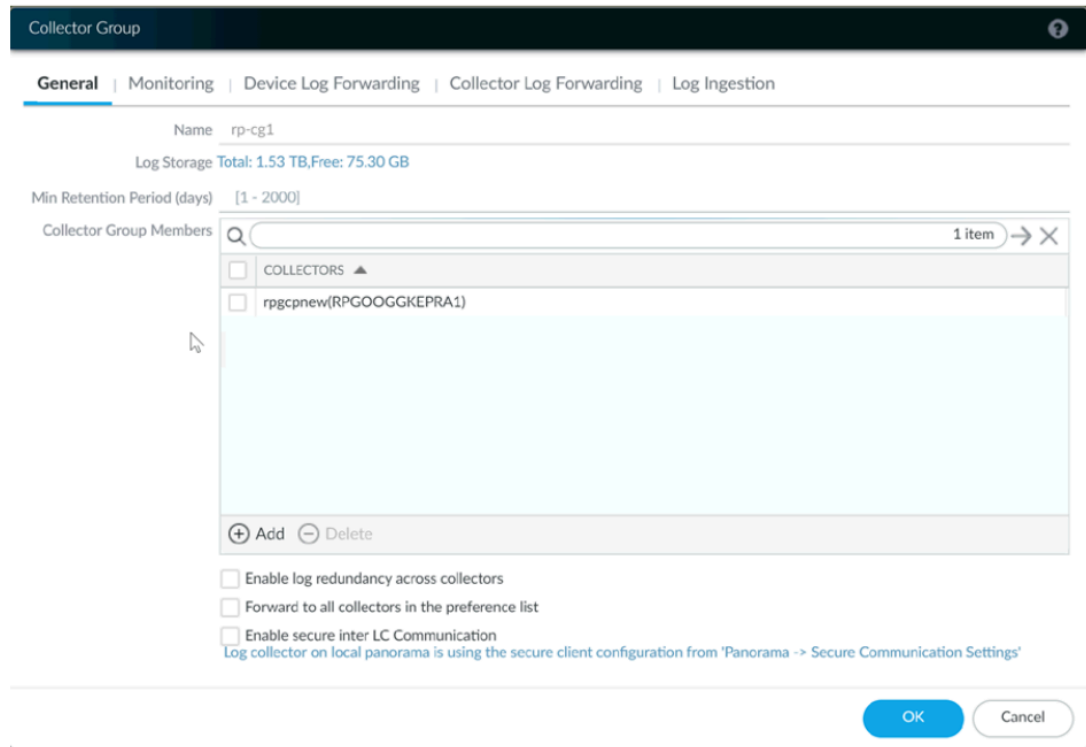 Collector Group
General | Monitoring | Device Log Forwarding | Collector Log Forwarding | Log Ingestion
Name rp-cg1
Log Storage Total: 1.53 TB,Free: 75.30 GB
Min Retention Period (days) [1 - 2000]
Collector Group Members 1 item
COLLECTORS
rpgcpnew(RPGOOGGKEPRA1)
Add Delete
Enable log redundancy across collectors
Forward to all collectors in the preference list
Enable secure inter LC Communication
Log collector on local panorama is using the secure client configuration from 'Panorama -> Secure Communication Settings'
OK Cancel